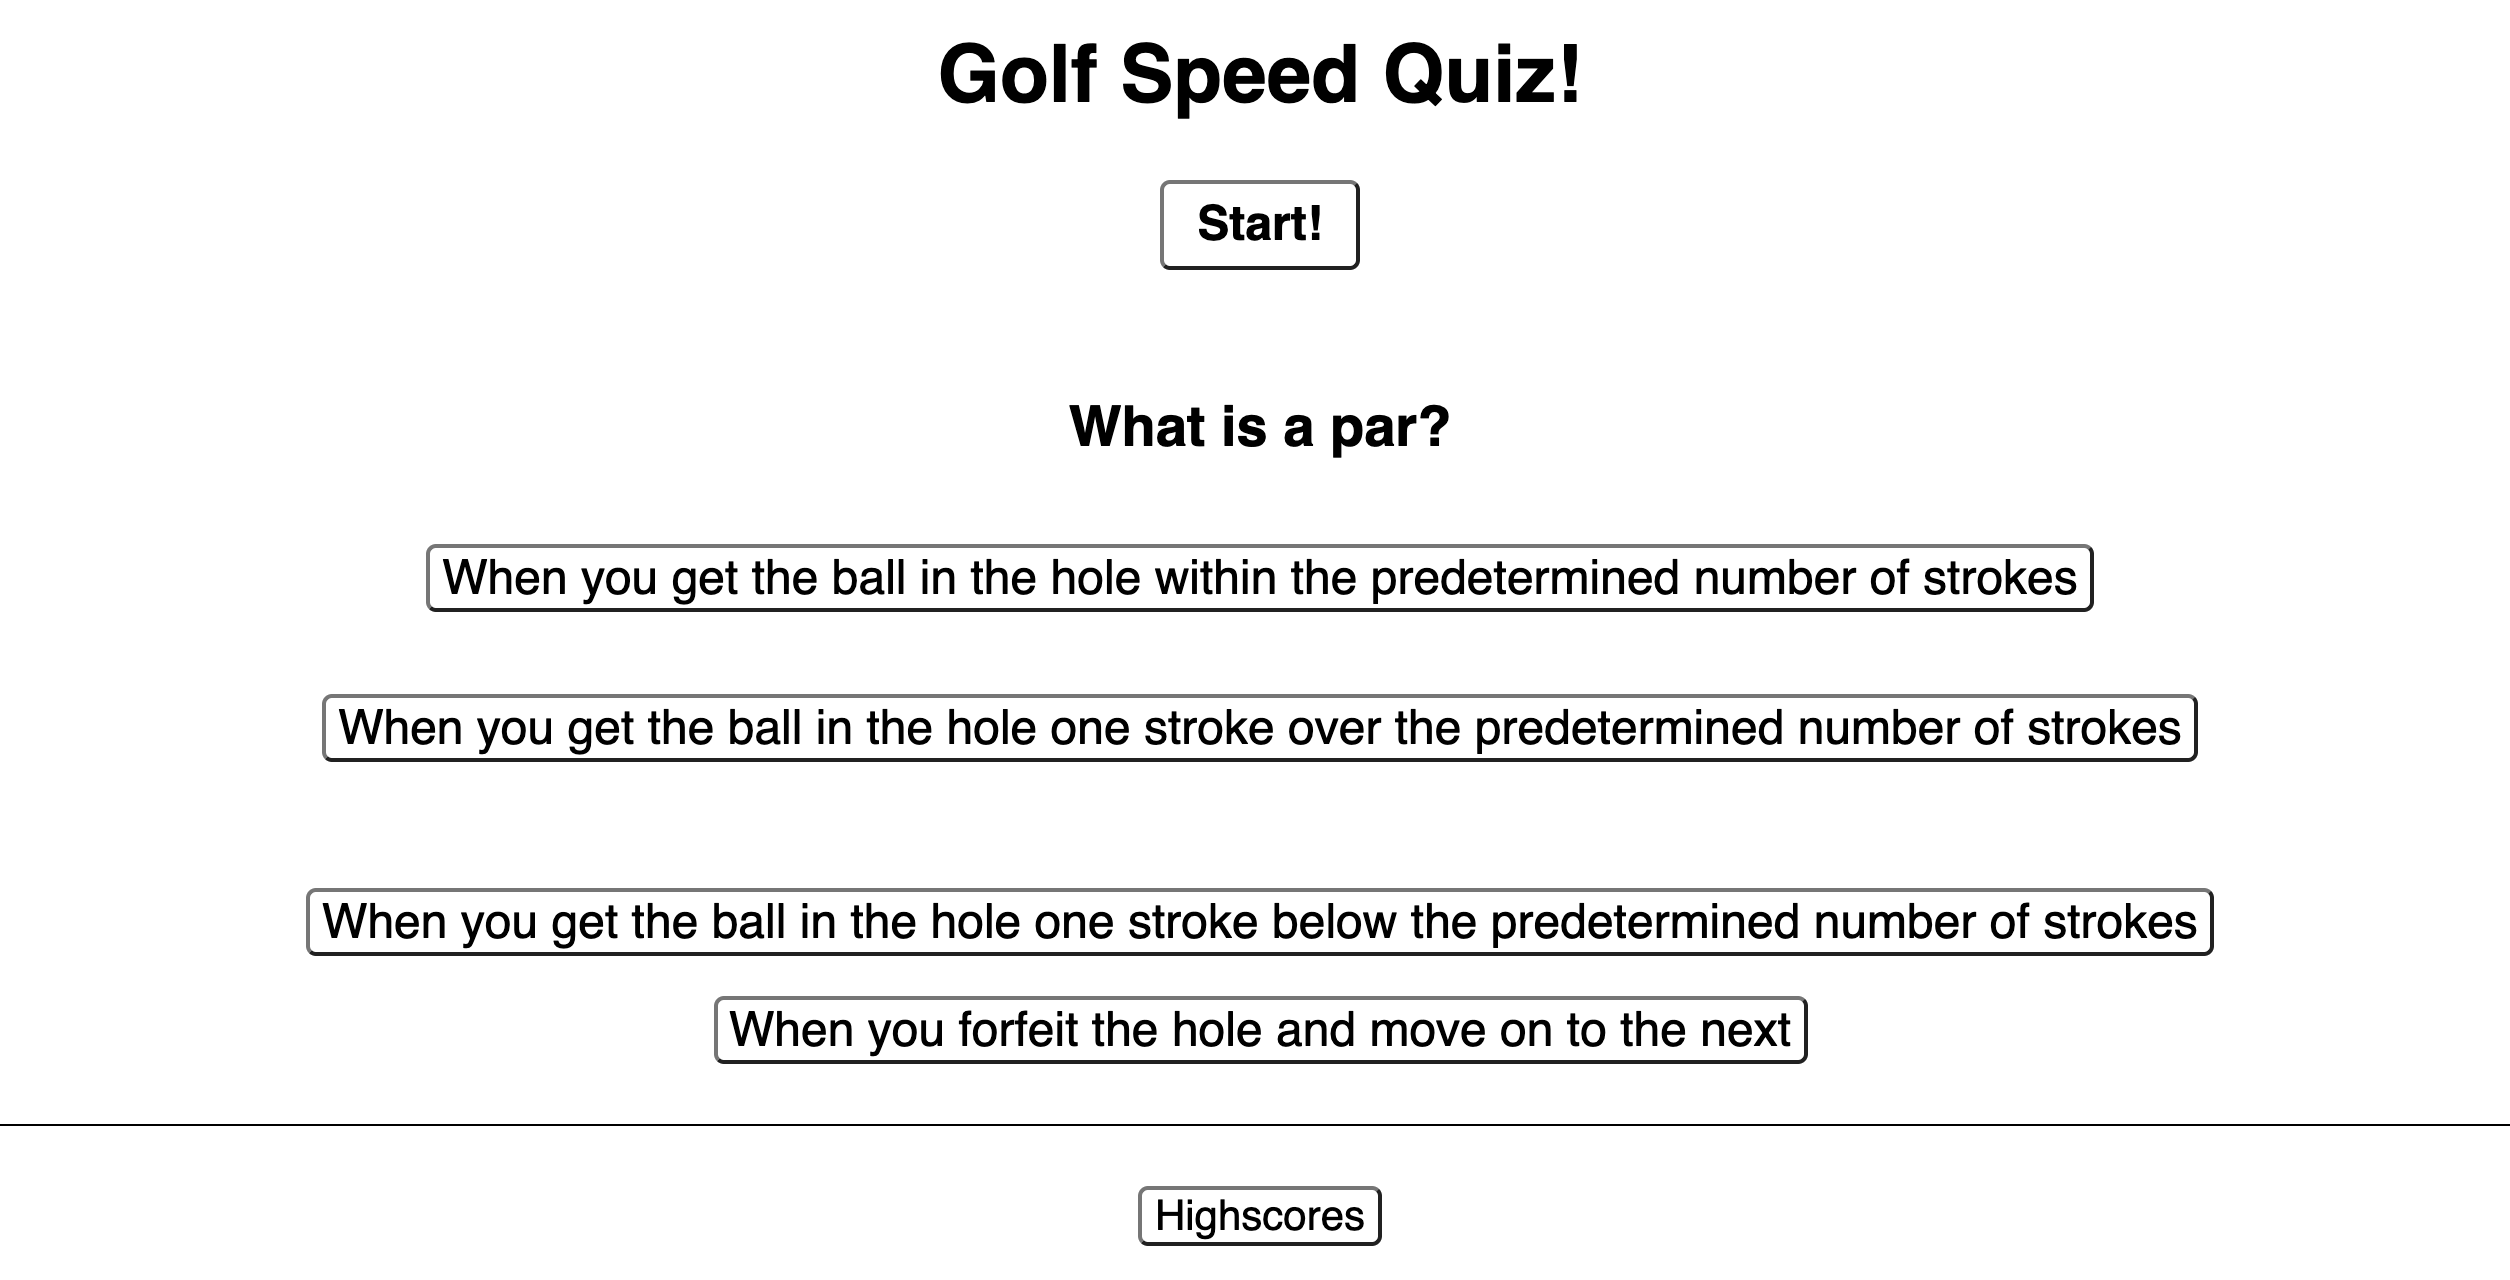 Golf Speed Quiz!
Start!
What is a par?
When you get the ball in the hole within the predetermined number of strokes
When you get the ball in the hole one stroke over the predetermined number of strokes
When you get the ball in the hole one stroke below the predetermined number of strokes
When you forfeit the hole and move on to the next
Highscores